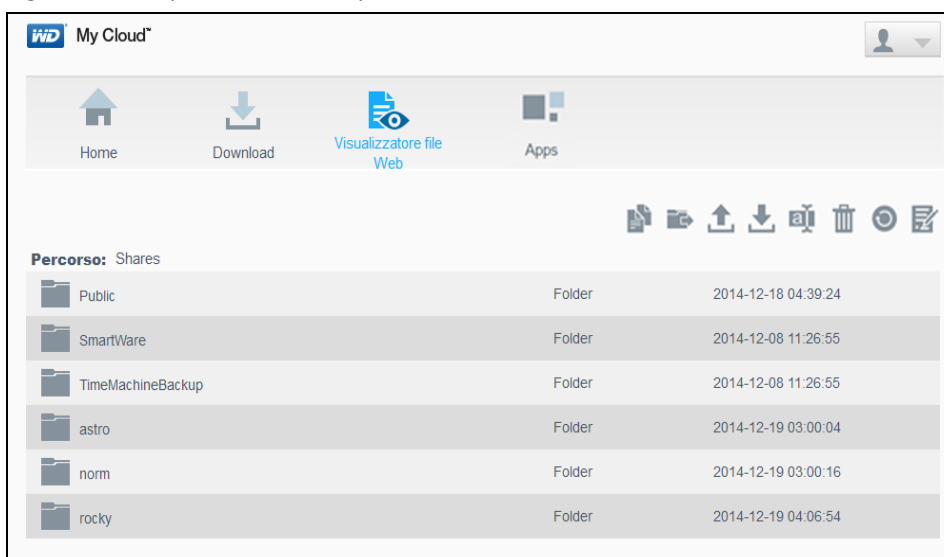 WD My Cloud™
Home
Download
Visualizzatore file
Web
Apps
Percorso: Shares
Public Folder 2014-12-18 04:39:24
SmartWare Folder 2014-12-08 11:26:55
TimeMachineBackup Folder 2014-12-08 11:26:55
astro Folder 2014-12-19 03:00:04
norm Folder 2014-12-19 03:00:16
rocky Folder 2014-12-19 04:06:54